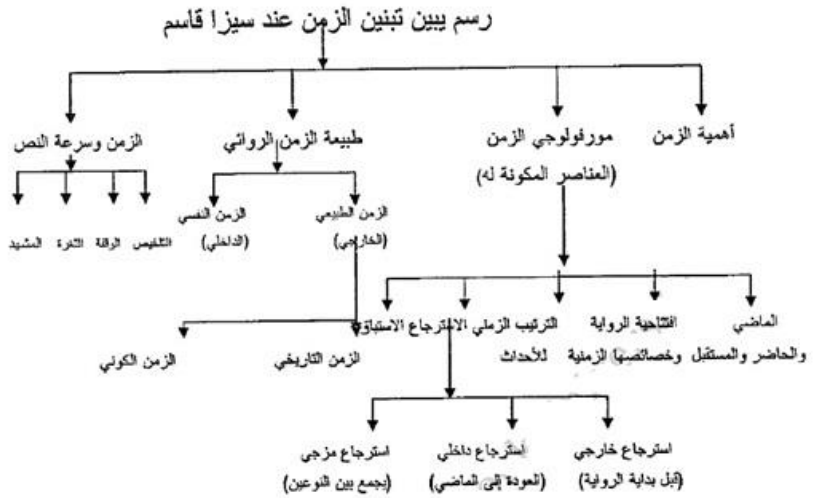 رسم يبين تبنين الزمن عند سيزا قاسم
أهمية الزمن
مورفولوجي الزمن
(العناصر المكونة له)
طبيعة الزمن الروائي
الزمن وسرعة النص
الزمن الطبيعي
(الخارجي)
الزمن النفسي
(الداخلي)
التلخيص
الوقفة
الثغرة
المشهد
الماضي
والحاضر والمستقبل
افتتاحية الرواية
وخصائصها الزمنية
الترتيب الزمني
للأحداث
الاسترجاع
الاستباق
الزمن التاريخي
الزمن الكوني
استرجاع خارجي
(قبل بداية الرواية)
استرجاع داخلي
(العودة إلى الماضي)
استرجاع مزجي
(يجمع بين النوعين)